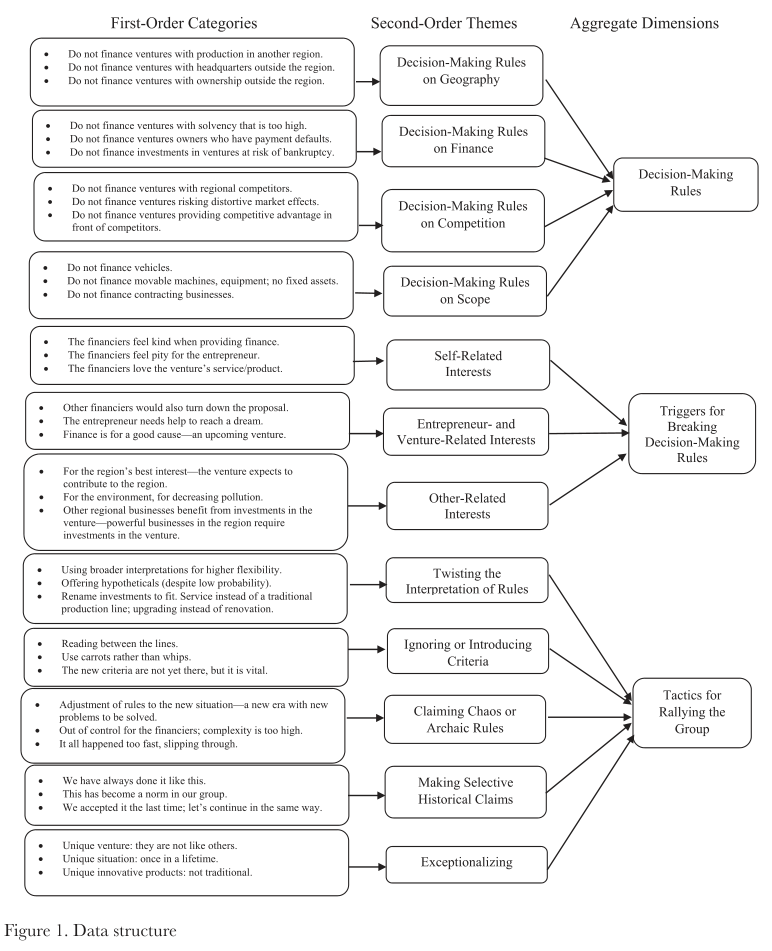 First-Order Categories
Second-Order Themes
Aggregate Dimensions
• Do not finance ventures with production in another region.
• Do not finance ventures with headquarters outside the region.
• Do not finance ventures with ownership outside the region.
Decision-Making Rules
on Geography
• Do not finance ventures with solvency that is too high.
• Do not finance ventures owners who have payment defaults.
• Do not finance investments in ventures at risk of bankruptcy.
Decision-Making Rules
on Finance
Decision-Making
Rules
• Do not finance ventures with regional competitors.
• Do not finance ventures risking distortive market effects.
• Do not finance ventures providing competitive advantage in
front of competitors.
Decision-Making Rules
on Competition
• Do not finance vehicles.
• Do not finance movable machines, equipment; no fixed assets.
• Do not finance contracting businesses.
Decision-Making Rules
on Scope
• The financiers feel kind when providing finance.
• The financiers feel pity for the entrepreneur.
• The financiers love the venture's service/product.
Self-Related
Interests
• Other financiers would also turn down the proposal.
• The entrepreneur needs help to reach a dream.
• Finance is for a good cause—an upcoming venture.
Entrepreneur- and
Venture-Related Interests
Triggers for
Breaking
Decision-Making
Rules
• For the region's best interest—the venture expects to
contribute to the region.
• For the environment, for decreasing pollution.
• Other regional businesses benefit from investments in the
venture—powerful businesses in the region require
investments in the venture.
Other-Related
Interests
• Using broader interpretations for higher flexibility.
• Offering hypotheticals (despite low probability).
• Rename investments to fit. Service instead of a traditional
production line; upgrading instead of renovation.
Twisting the
Interpretation of Rules
• Reading between the lines.
• Use carrots rather than whips.
• The new criteria are not yet there, but it is vital.
Ignoring or Introducing
Criteria
• Adjustment of rules to the new situation—a new era with new
problems to be solved.
• Out of control for the financiers; complexity is too high.
• It all happened too fast, slipping through.
Claiming Chaos or
Archaic Rules
Tactics for
Rallying the
Group
• We have always done it like this.
• This has become a norm in our group.
• We accepted it the last time; let's continue in the same way.
Making Selective
Historical Claims
• Unique venture: they are not like others.
• Unique situation: once in a lifetime.
• Unique innovative products: not traditional.
Exceptionalizing
Figure 1. Data structure